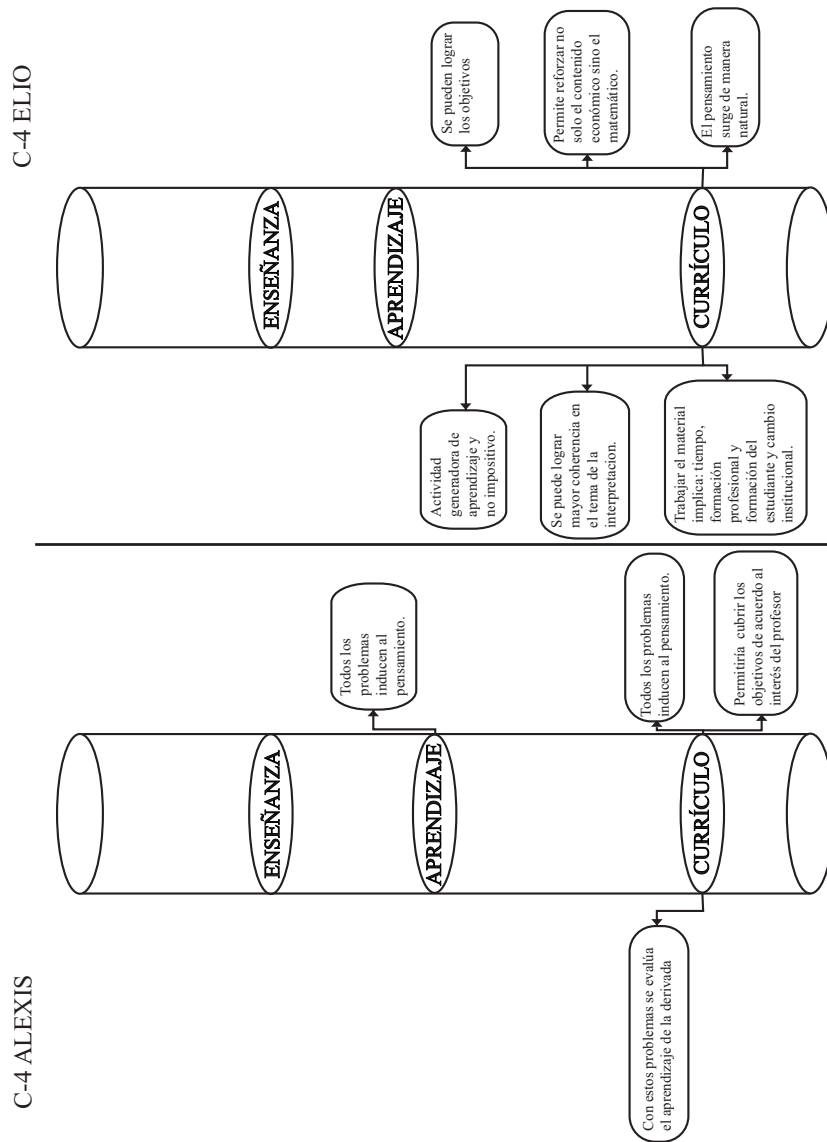 C-4 ALEXIS
ENSEÑANZA
APRENDIZAJE
CURRÍCULO
Todos los
problemas
inducen al
pensamiento.
Con estos problemas se evalúa
el aprendizaje de la derivada
Todos los problemas
inducen al pensamiento.
Permitiría cubrir los
objetivos de acuerdo al
interés del profesor
C-4 ELIO
ENSEÑANZA
APRENDIZAJE
CURRÍCULO
Actividad
generadora de
aprendizaje y
no impositivo.
Se puede lograr
mayor coherencia en
el tema de la
interpretacion.
Trabajar el material
implica: tiempo,
formación
profesional y
formación del
estudiante y cambio
institucional.
Se pueden lograr
los objetivos
Permite reforzar no
solo el contenido
económico sino el
matemático.
El pensamiento
surge de manera
natural.